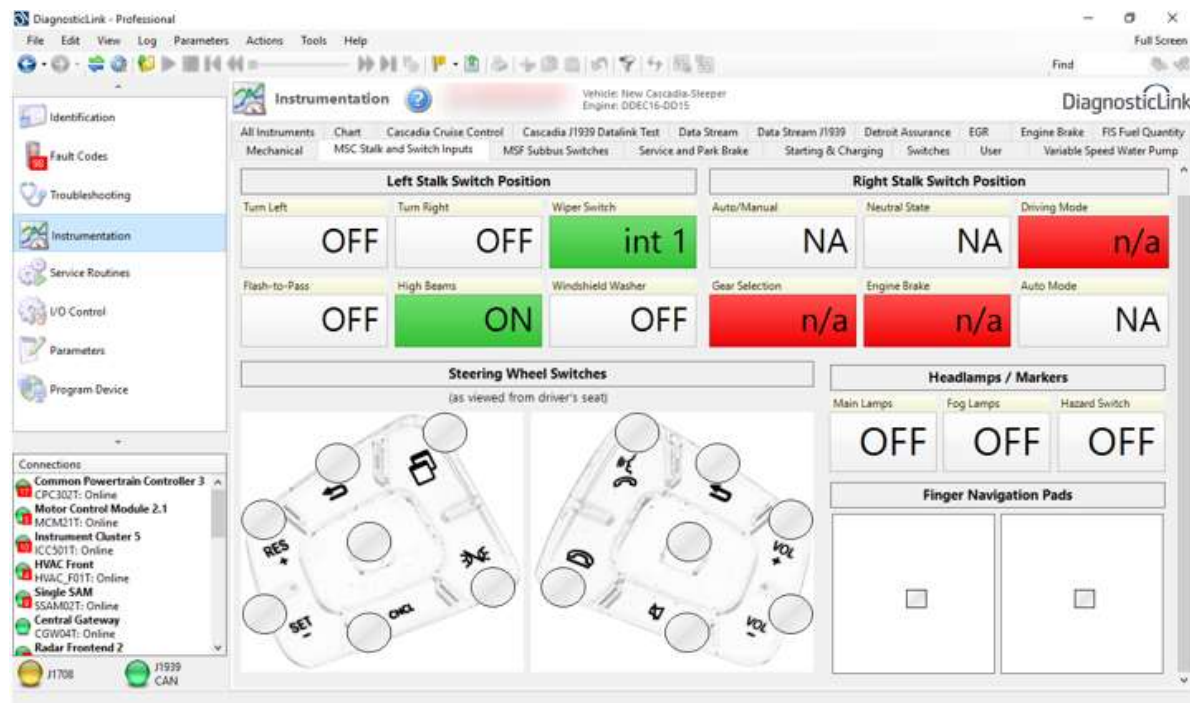 DiagnosticLink - Professional
File Edit View Log Parameters Actions Tools Help
Full Screen
Find
Identification
Fault Codes
Troubleshooting
Instrumentation
Service Routines
I/O Control
Parameters
Program Device
Connections
Common Powertrain Controller 3
CPC302T: Online
Motor Control Module 2.1
MCM21T: Online
Instrument Cluster 5
ICC501T: Online
HVAC Front
HVAC_F01T: Online
Single SAM
SSAM02T: Online
Central Gateway
CGW04T: Online
Radar Frontend 2
J1708
J1939
CAN
Instrumentation
Vehicle: New Cascadia-Sleeper
Engine: DDEC16-DD15
DiagnosticLink
All Instruments Chart Cascadia Cruise Control Cascadia J1939 Datalink Test Data Stream Data Stream J1939 Detroit Assurance EGR Engine Brake FIS Fuel Quantity
Mechanical MSC Stalk and Switch Inputs MSF Subbus Switches Service and Park Brake Starting & Charging Switches User Variable Speed Water Pump
Left Stalk Switch Position
Turn Left Turn Right Wiper Switch
OFF OFF int 1
Flash-to-Pass High Beams Windshield Washer
OFF ON OFF
Right Stalk Switch Position
Auto/Manual Neutral State Driving Mode
NA NA n/a
Gear Selection Engine Brake Auto Mode
n/a n/a NA
Steering Wheel Switches
(as viewed from driver's seat)
RES
+
SET
-
CNCL
VOL
+
VOL
-
Headlamps / Markers
Main Lamps Fog Lamps Hazard Switch
OFF OFF OFF
Finger Navigation Pads